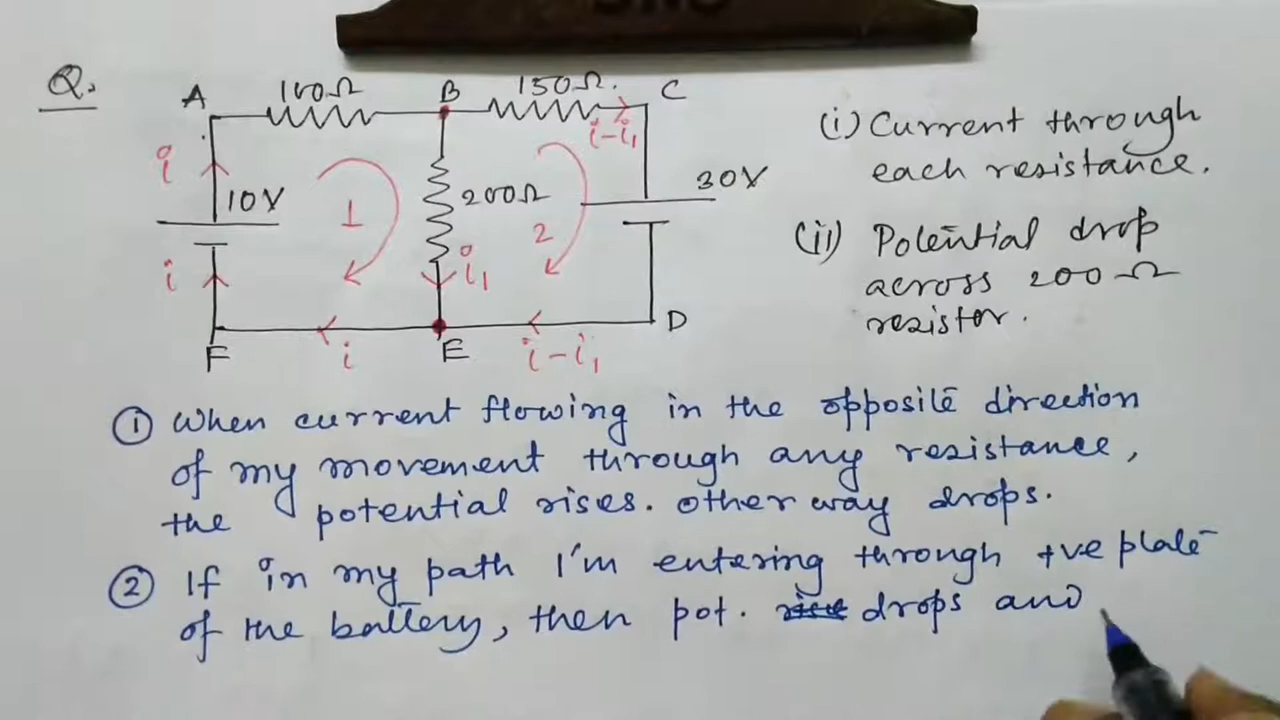 Q.
A 100Ω B 150Ω. C
i-i₁
i 10V 1 200Ω 2 30V
i i₁
F i E i-i₁ D
(i) Current through
each resistance.
(ii) Potential drop
across 200Ω
resistor.
① When current flowing in the opposite direction
of my movement through any resistance,
the potential rises. other way drops.
② If in my path I'm entering through +ve plate
of the battery, then pot. drops and